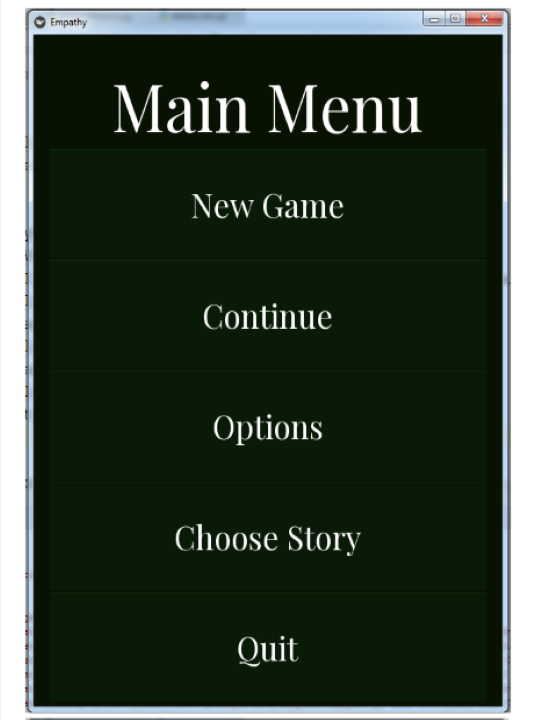 Empathy
Main Menu
New Game
Continue
Options
Choose Story
Quit